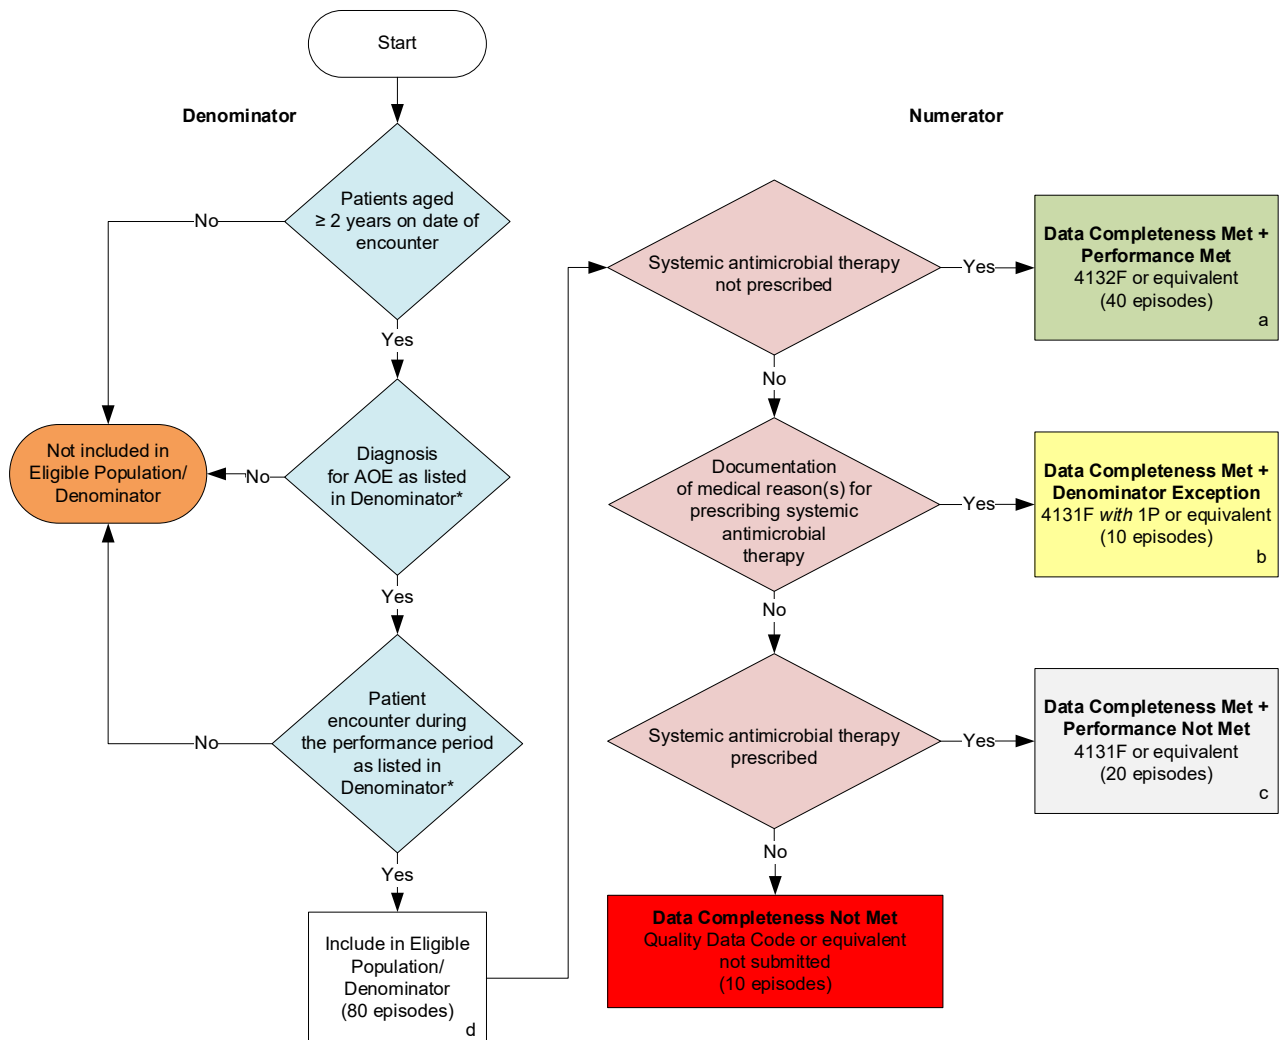 Start
Denominator
Patients aged
≥ 2 years on date of
encounter
No
Yes
Not included in
Eligible Population/
Denominator
No
Diagnosis
for AOE as listed
in Denominator*
Yes
No
Patient
encounter during
the performance period
as listed in
Denominator*
Yes
Include in Eligible
Population/
Denominator
(80 episodes)
d
Numerator
Systemic antimicrobial therapy
not prescribed
Yes
Data Completeness Met +
Performance Met
4132F or equivalent
(40 episodes)
a
No
Documentation
of medical reason(s) for
prescribing systemic
antimicrobial
therapy
Yes
Data Completeness Met +
Denominator Exception
4131F with 1P or equivalent
(10 episodes)
b
No
Systemic antimicrobial therapy
prescribed
Yes
Data Completeness Met +
Performance Not Met
4131F or equivalent
(20 episodes)
c
No
Data Completeness Not Met
Quality Data Code or equivalent
not submitted
(10 episodes)